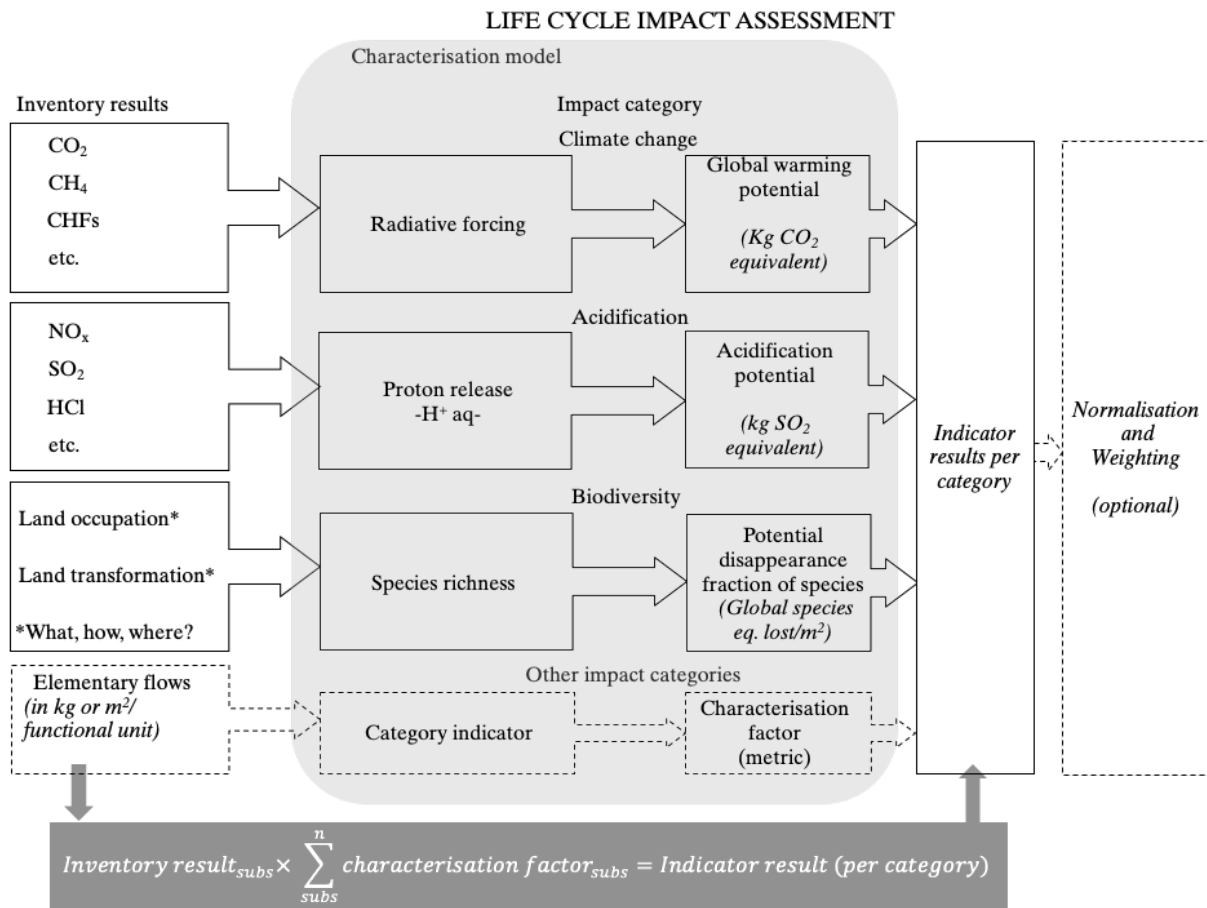 LIFE CYCLE IMPACT ASSESSMENT
Characterisation model
Inventory results
Impact category
Climate change
CO₂
CH₄
CHFs
etc.
Radiative forcing
Global warming
potential
(Kg CO₂
equivalent)
Acidification
NOₓ
SO₂
HCl
etc.
Proton release
-H⁺ aq-
Acidification
potential
(kg SO₂
equivalent)
Biodiversity
Land occupation*
Land transformation*
*What, how, where?
Species richness
Potential
disappearance
fraction of species
(Global species
eq. lost/m²)
Other impact categories
Elementary flows
(in kg or m²/
functional unit)
Category indicator
Characterisation
factor
(metric)
Indicator
results per
category
Normalisation
and
Weighting
(optional)
Inventory result_subs × ∑_subs^n characterisation factor_subs = Indicator result (per category)